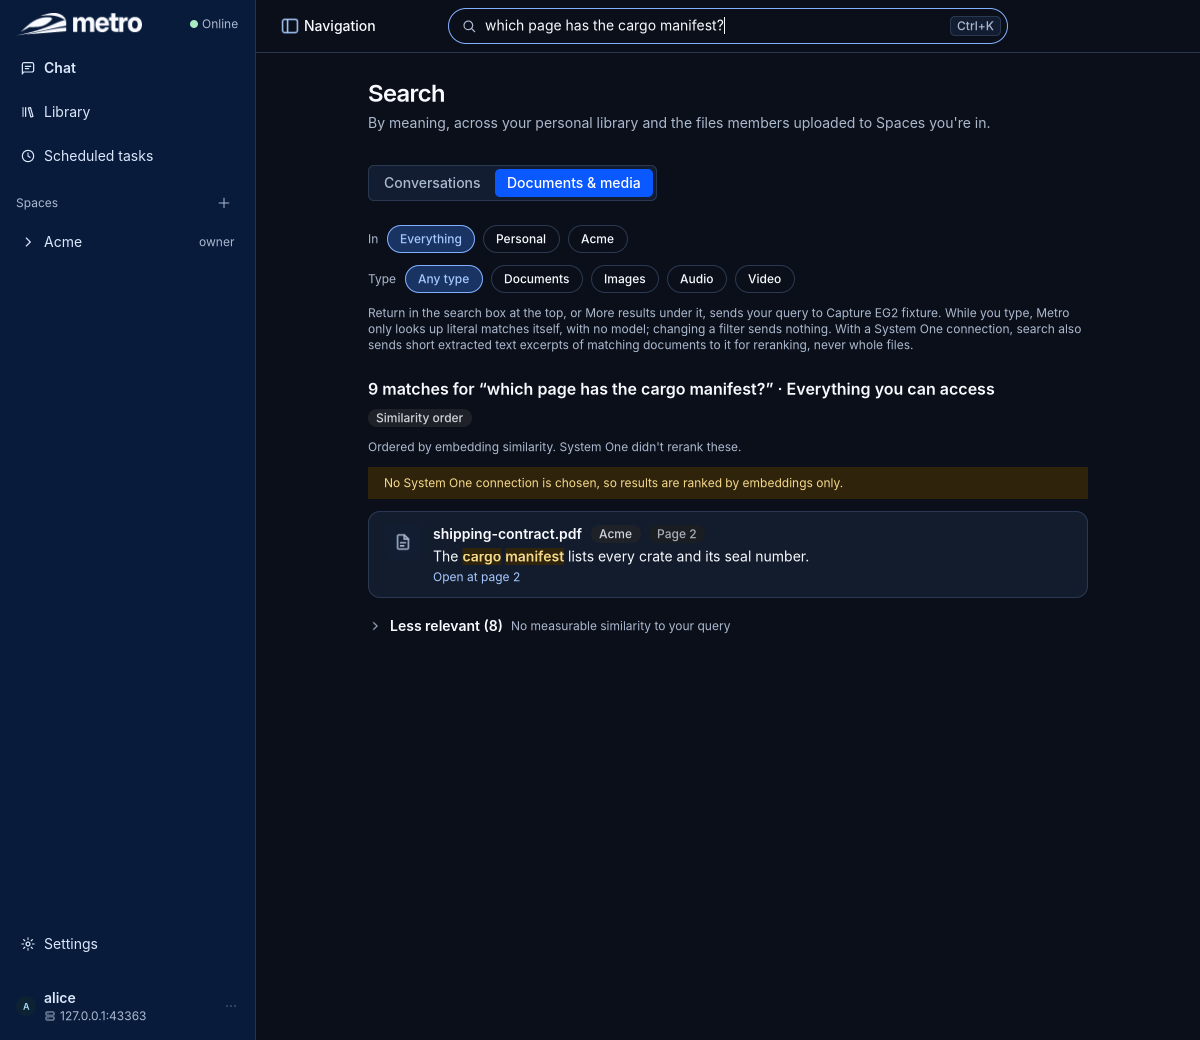 metro
Online
Chat
Library
Scheduled tasks
Spaces
Acme
owner
Settings
A
alice
127.0.0.1:43363
Navigation
which page has the cargo manifest?
Ctrl+K
Search
By meaning, across your personal library and the files members uploaded to Spaces you're in.
Conversations
Documents & media
In
Everything
Personal
Acme
Type
Any type
Documents
Images
Audio
Video
Return in the search box at the top, or More results under it, sends your query to Capture EG2 fixture. While you type, Metro
only looks up literal matches itself, with no model; changing a filter sends nothing. With a System One connection, search also
sends short extracted text excerpts of matching documents to it for reranking, never whole files.
9 matches for “which page has the cargo manifest?” · Everything you can access
Similarity order
Ordered by embedding similarity. System One didn't rerank these.
No System One connection is chosen, so results are ranked by embeddings only.
shipping-contract.pdf
Acme
Page 2
The cargo manifest lists every crate and its seal number.
Open at page 2
Less relevant (8)
No measurable similarity to your query